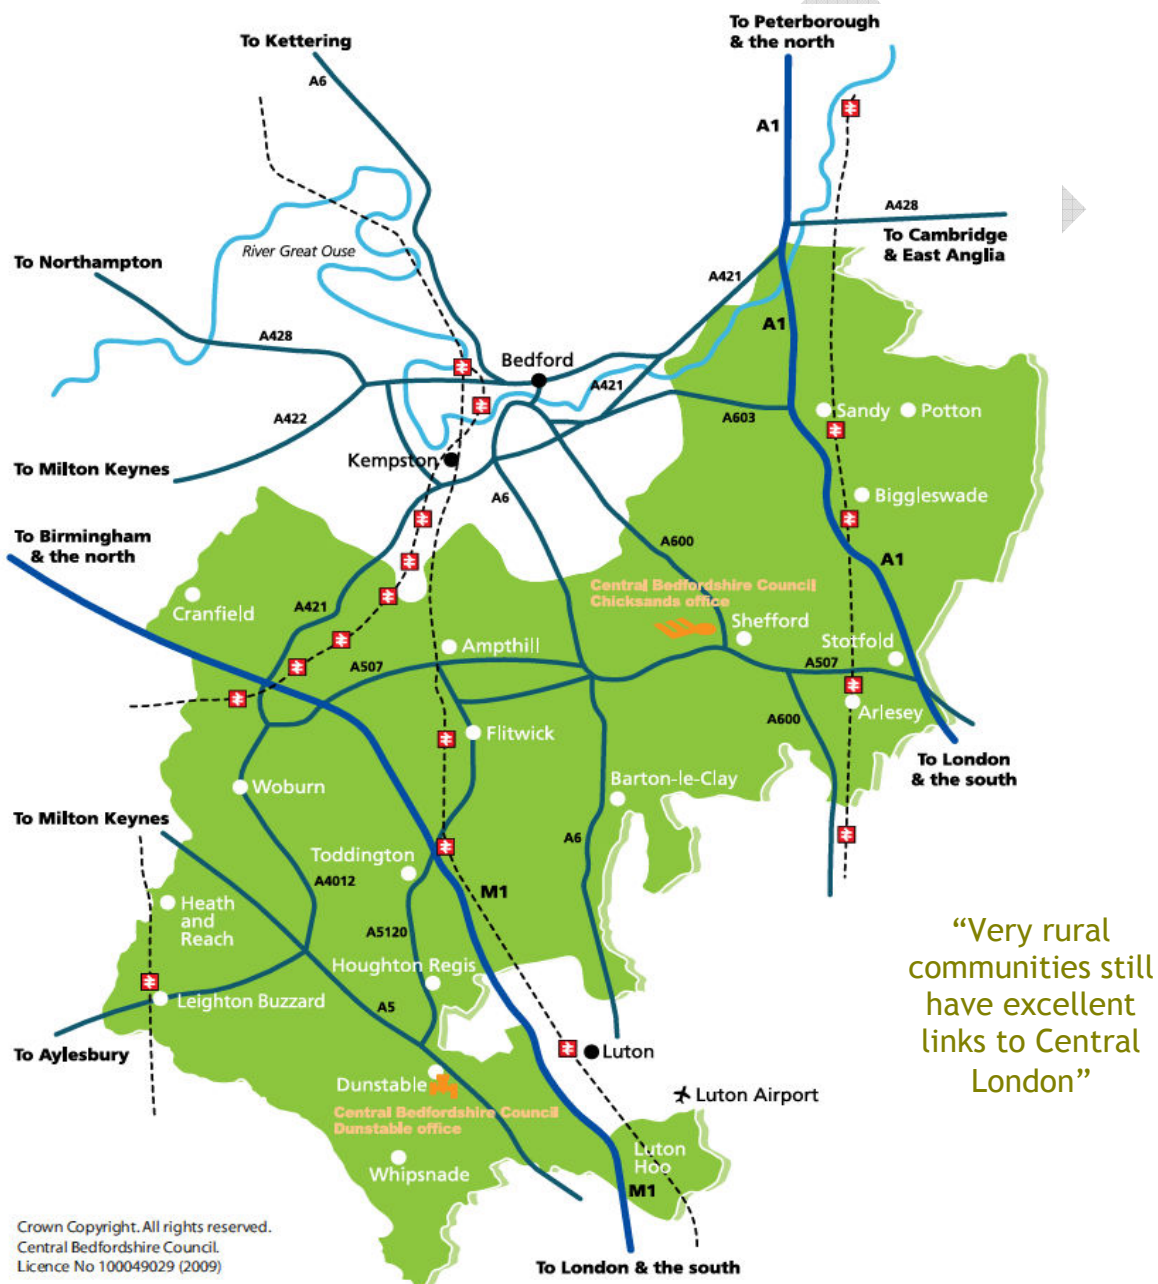 To Peterborough
& the north
To Kettering
A6
A1
A428
To Cambridge
& East Anglia
River Great Ouse
To Northampton
A421
A1
A428
Bedford
A421
A422
A603
Sandy
Potton
Kempston
To Milton Keynes
A6
Biggleswade
To Birmingham
& the north
A600
A1
Central Bedfordshire Council
Chicksands office
Cranfield
A421
Shefford
Stotfold
Ampthill
A507
A507
Arlesey
A600
Flitwick
To London
& the south
Woburn
Barton-le-Clay
To Milton Keynes
A6
Toddington
A4012
M1
Heath
and
Reach
A5120
Houghton Regis
Leighton Buzzard
A5
To Aylesbury
Luton
Dunstable
Luton Airport
Central Bedfordshire Council
Dunstable office
Luton
Hoo
Whipsnade
M1
To London & the south
“Very rural
communities still
have excellent
links to Central
London”
Crown Copyright. All rights reserved.
Central Bedfordshire Council.
Licence No 100049029 (2009)